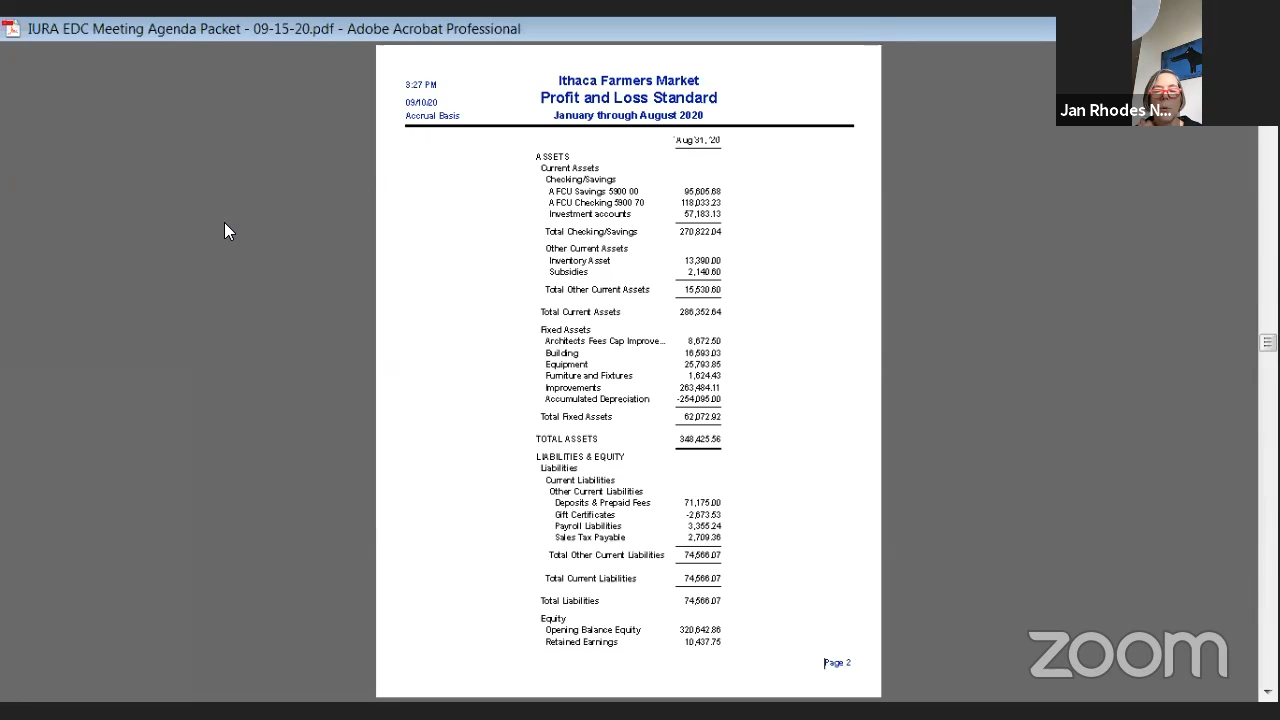 IURA EDC Meeting Agenda Packet - 09-15-20.pdf - Adobe Acrobat Professional
Jan Rhodes N...
3:27 PM
09/10/20
Accrual Basis
Ithaca Farmers Market
Profit and Loss Standard
January through August 2020
Aug 31, '20
ASSETS
Current Assets
Checking/Savings
AFCU Savings 5900 00 95,605.68
AFCU Checking 5900 70 118,033.23
Investment accounts 57,183.13
Total Checking/Savings 270,822.04
Other Current Assets
Inventory Asset 13,390.00
Subsidies 2,140.60
Total Other Current Assets 15,530.60
Total Current Assets 286,352.64
Fixed Assets
Architects Fees Cap Improve... 8,672.50
Building 16,593.03
Equipment 25,793.85
Furniture and Fixtures 1,624.43
Improvements 263,484.11
Accumulated Depreciation -254,095.00
Total Fixed Assets 62,072.92
TOTAL ASSETS 348,425.56
LIABILITIES & EQUITY
Liabilities
Current Liabilities
Other Current Liabilities
Deposits & Prepaid Fees 71,175.00
Gift Certificates -2,673.53
Payroll Liabilities 3,355.24
Sales Tax Payable 2,709.36
Total Other Current Liabilities 74,566.07
Total Current Liabilities 74,566.07
Total Liabilities 74,566.07
Equity
Opening Balance Equity 320,642.86
Retained Earnings 10,437.75
Page 2
zoom